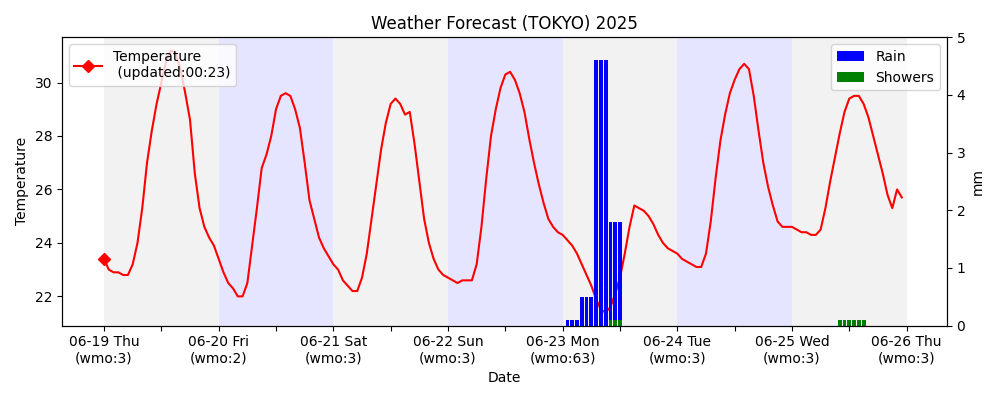 Weather Forecast (TOKYO) 2025
Temperature
(updated:00:23)
Rain
Showers
Temperature
30
28
26
24
22
5
4
3
2
1
0
mm
06-19 Thu
(wmo:3)
06-20 Fri
(wmo:2)
06-21 Sat
(wmo:3)
06-22 Sun
(wmo:3)
06-23 Mon
(wmo:63)
06-24 Tue
(wmo:3)
06-25 Wed
(wmo:3)
06-26 Thu
(wmo:3)
Date